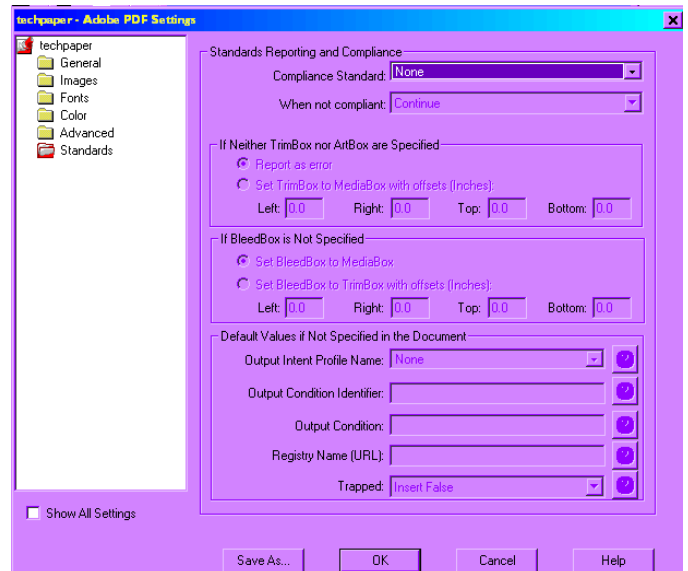 techpaper - Adobe PDF Settings
techpaper
General
Images
Fonts
Color
Advanced
Standards
Show All Settings
Standards Reporting and Compliance
Compliance Standard: None
When not compliant: Continue
If Neither TrimBox nor ArtBox are Specified
Report as error
Set TrimBox to MediaBox with offsets (Inches):
Left: 0.0 Right: 0.0 Top: 0.0 Bottom: 0.0
If BleedBox is Not Specified
Set BleedBox to MediaBox
Set BleedBox to TrimBox with offsets (Inches):
Left: 0.0 Right: 0.0 Top: 0.0 Bottom: 0.0
Default Values if Not Specified in the Document
Output Intent Profile Name: None ?
Output Condition Identifier: ?
Output Condition: ?
Registry Name (URL): ?
Trapped: Insert False ?
Save As... OK Cancel Help